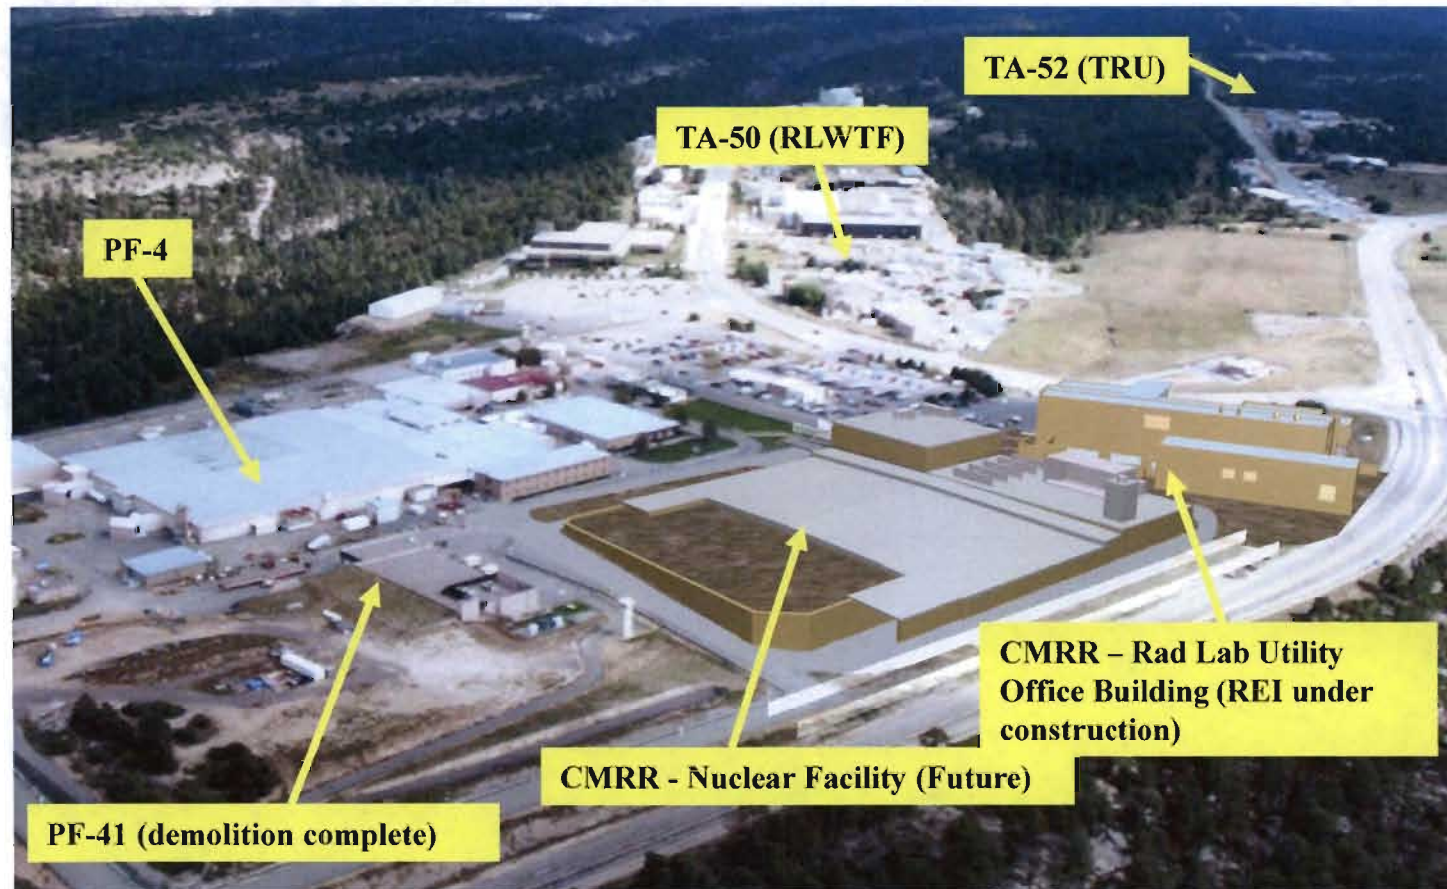 TA-52 (TRU)
TA-50 (RLWTF)
PF-4
CMRR – Rad Lab Utility
Office Building (REI under
construction)
CMRR - Nuclear Facility (Future)
PF-41 (demolition complete)